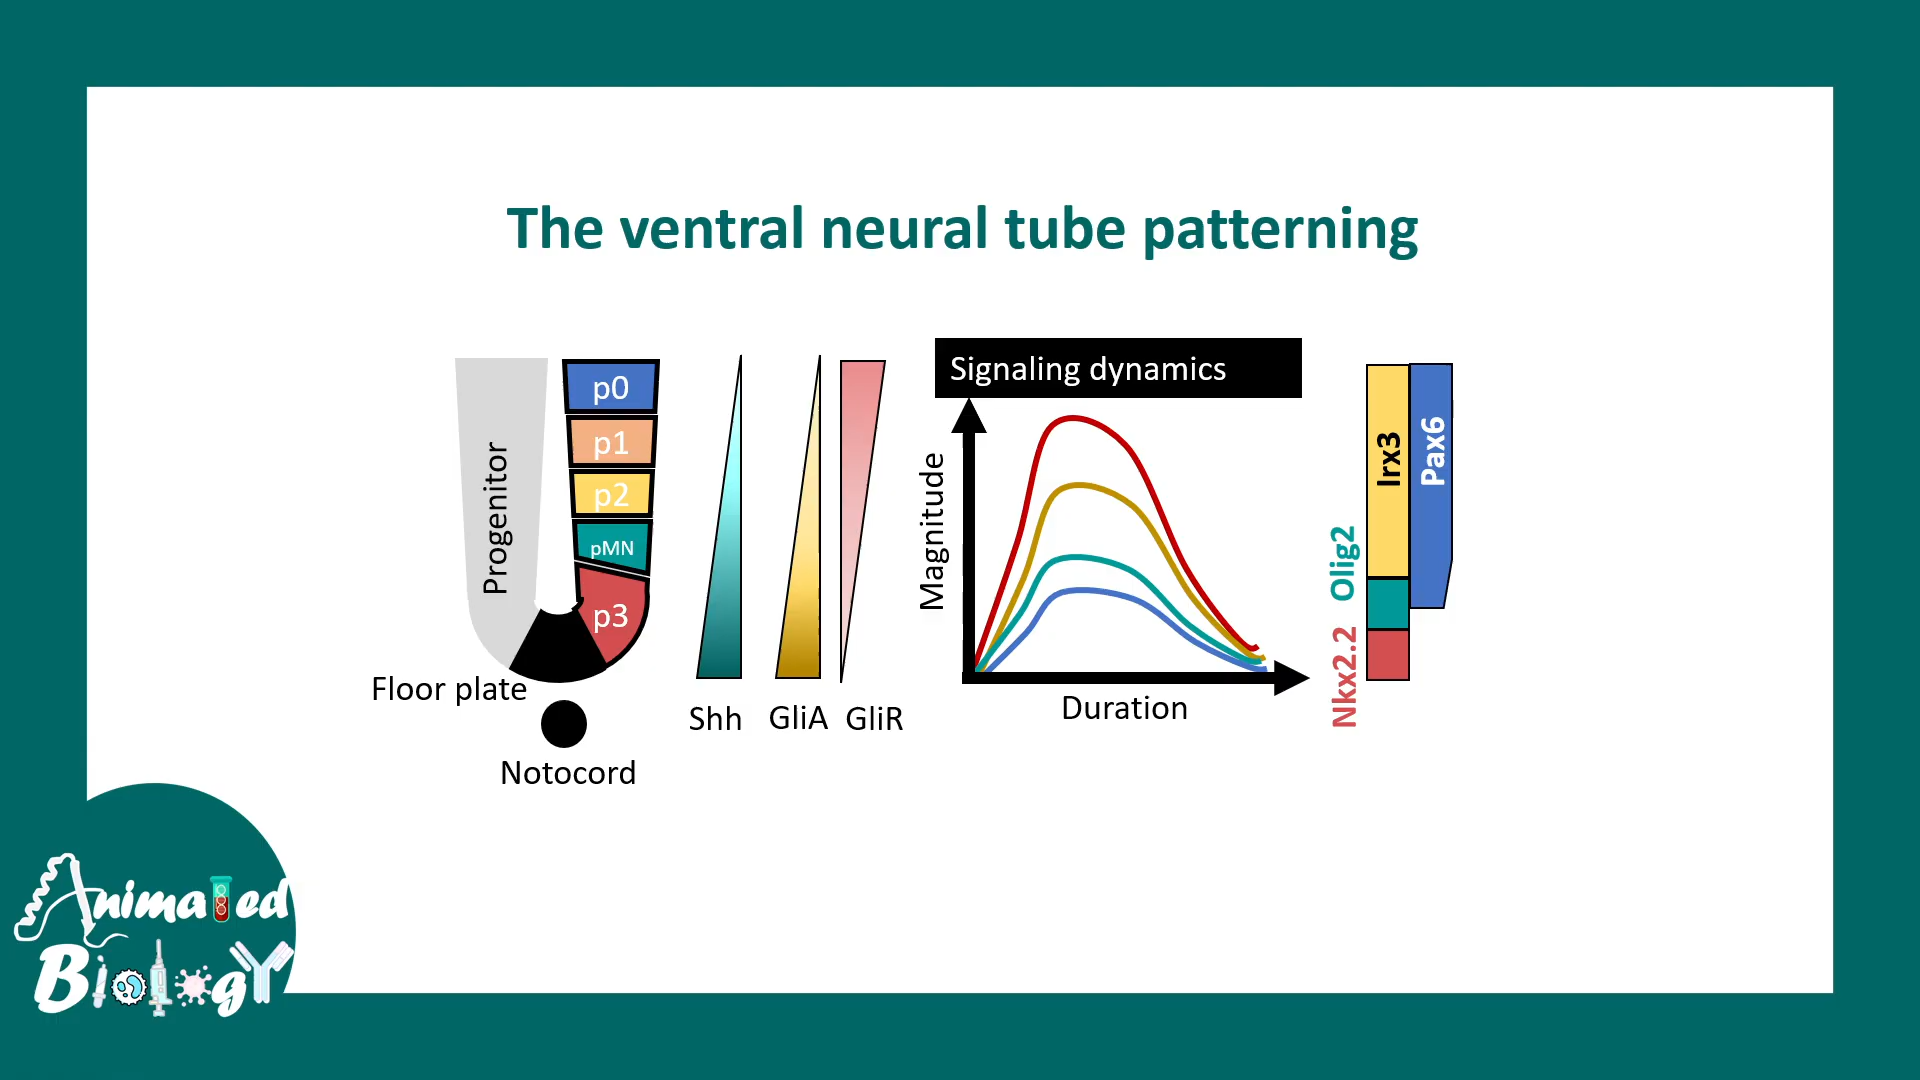 The ventral neural tube patterning
Progenitor
p0
p1
p2
pMN
p3
Floor plate
Notocord
Shh
GliA
GliR
Signaling dynamics
Magnitude
Duration
Irx3
Pax6
Olig2
Nkx2.2
Animated
Biology